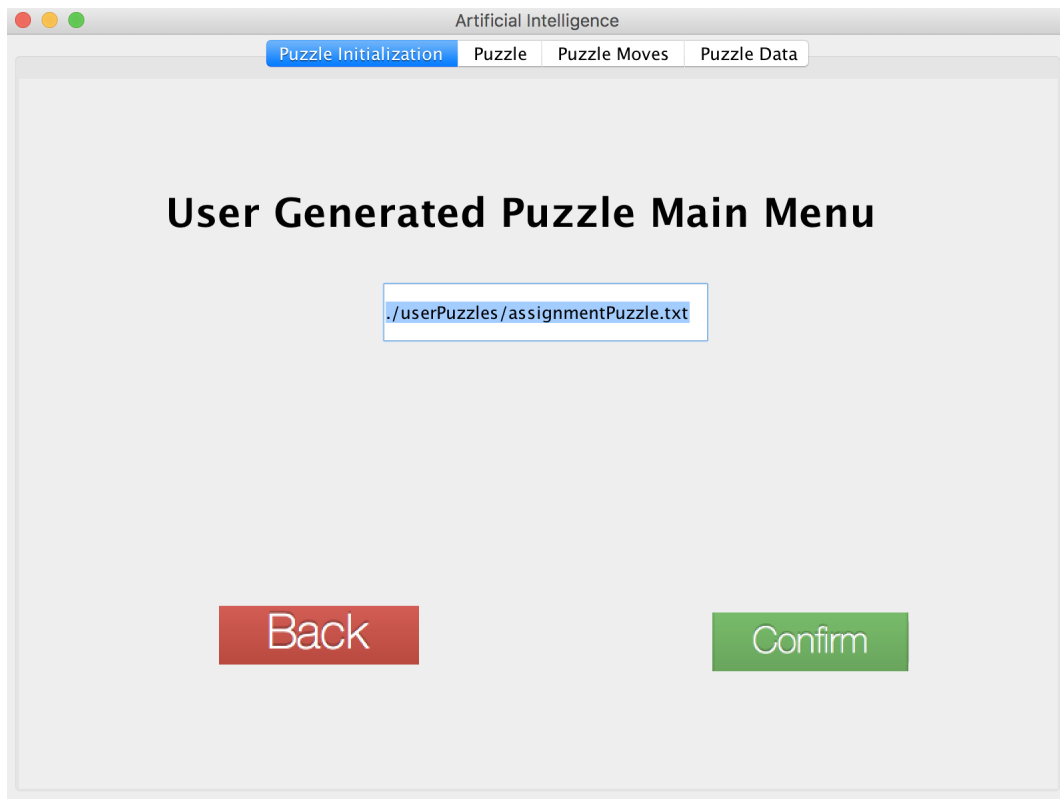 Artificial Intelligence
Puzzle Initialization Puzzle Puzzle Moves Puzzle Data
User Generated Puzzle Main Menu
./userPuzzles/assignmentPuzzle.txt
Back Confirm